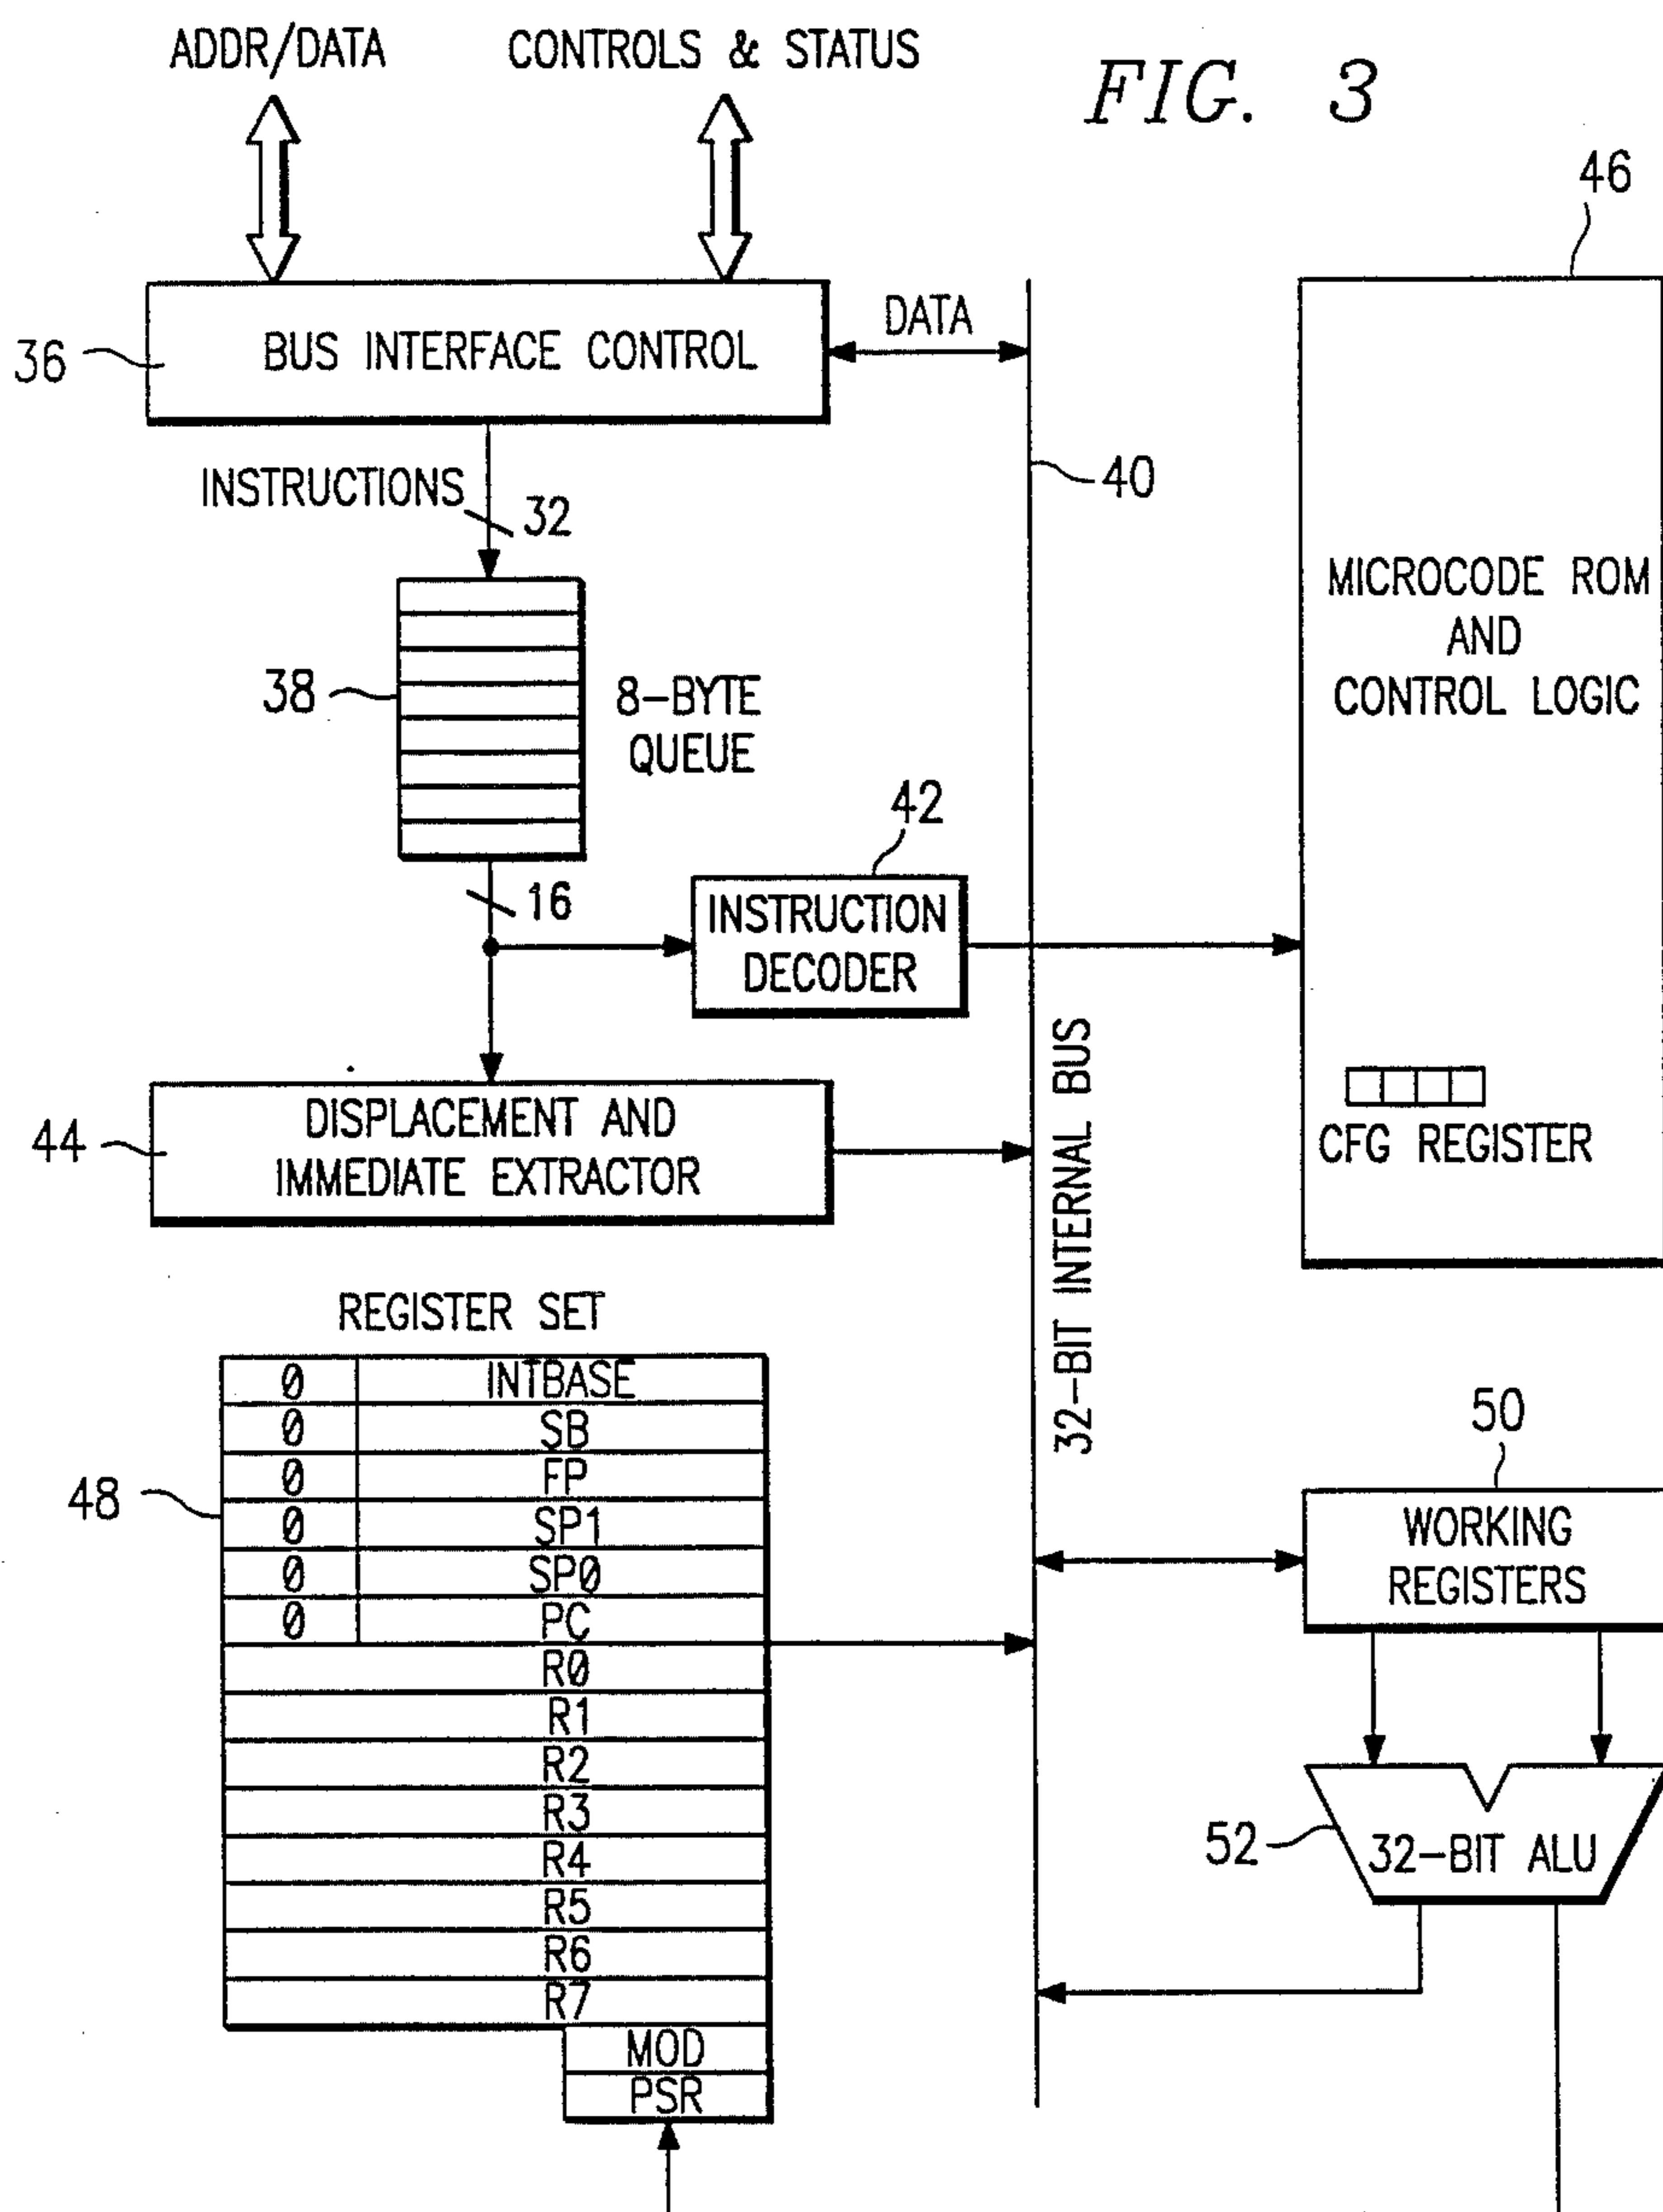 ADDR/DATA
CONTROLS & STATUS
FIG. 3
46
36
BUS INTERFACE CONTROL
DATA
40
INSTRUCTIONS
32
MICROCODE ROM
AND
CONTROL LOGIC
38
8-BYTE
QUEUE
42
16
INSTRUCTION
DECODER
44
DISPLACEMENT AND
IMMEDIATE EXTRACTOR
32-BIT INTERNAL BUS
CFG REGISTER
REGISTER SET
48
0 INTBASE
0 SB
0 FP
0 SP1
0 SP0
0 PC
R0
R1
R2
R3
R4
R5
R6
R7
MOD
PSR
50
WORKING
REGISTERS
52
32-BIT ALU